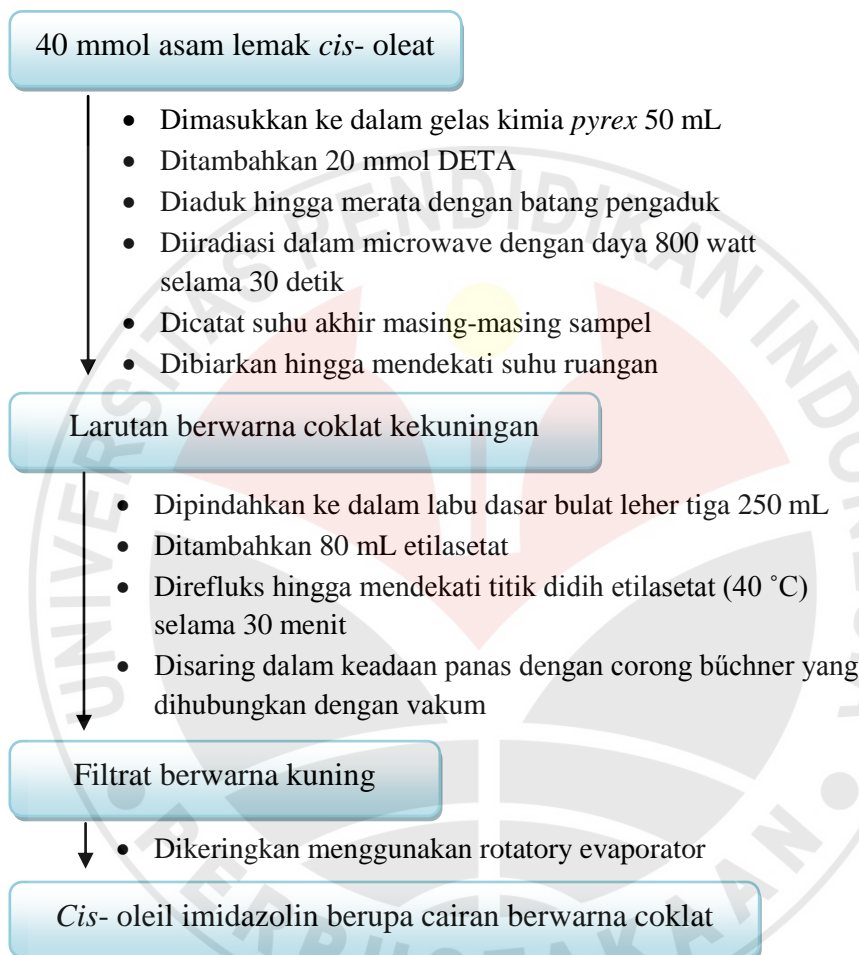 40 mmol asam lemak cis- oleat
• Dimasukkan ke dalam gelas kimia pyrex 50 mL
• Ditambahkan 20 mmol DETA
• Diaduk hingga merata dengan batang pengaduk
• Diiradiasi dalam microwave dengan daya 800 watt
selama 30 detik
• Dicatat suhu akhir masing-masing sampel
• Dibiarkan hingga mendekati suhu ruangan
Larutan berwarna coklat kekuningan
• Dipindahkan ke dalam labu dasar bulat leher tiga 250 mL
• Ditambahkan 80 mL etilasetat
• Direfluks hingga mendekati titik didih etilasetat (40 ˚C)
selama 30 menit
• Disaring dalam keadaan panas dengan corong bűchner yang
dihubungkan dengan vakum
Filtrat berwarna kuning
• Dikeringkan menggunakan rotatory evaporator
Cis- oleil imidazolin berupa cairan berwarna coklat
UNIVERSITAS PENDIDIKAN INDONESIA
PERPUSTAKAAN